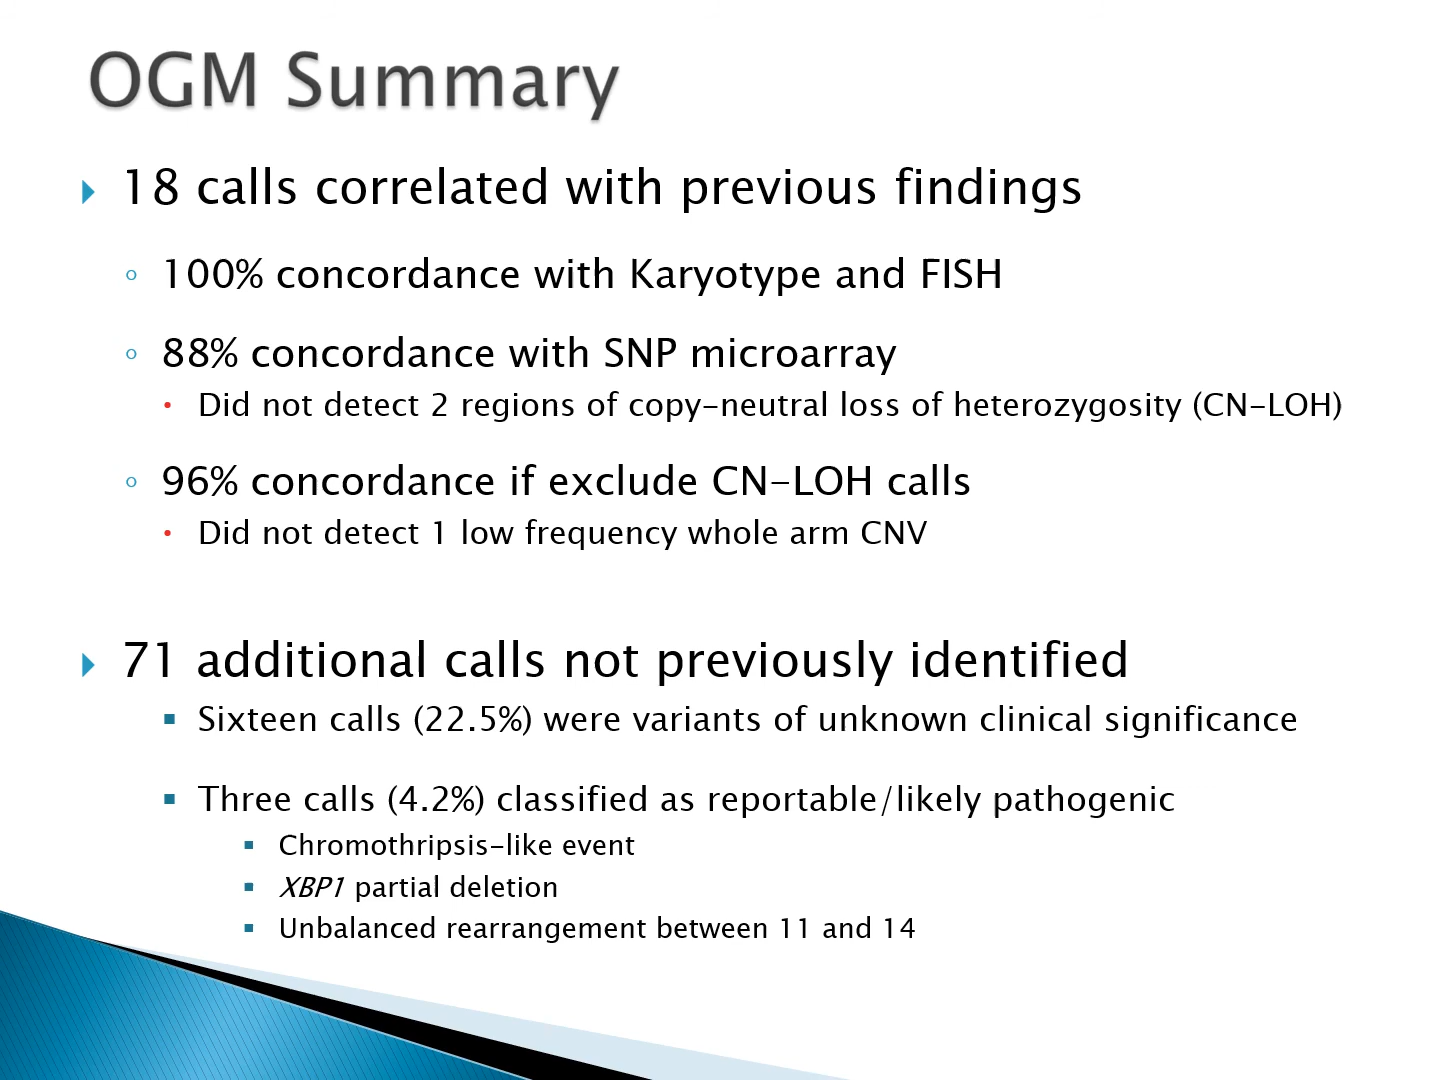 OGM Summary
18 calls correlated with previous findings
100% concordance with Karyotype and FISH
88% concordance with SNP microarray
Did not detect 2 regions of copy-neutral loss of heterozygosity (CN-LOH)
96% concordance if exclude CN-LOH calls
Did not detect 1 low frequency whole arm CNV
71 additional calls not previously identified
Sixteen calls (22.5%) were variants of unknown clinical significance
Three calls (4.2%) classified as reportable/likely pathogenic
Chromothripsis-like event
XBP1 partial deletion
Unbalanced rearrangement between 11 and 14